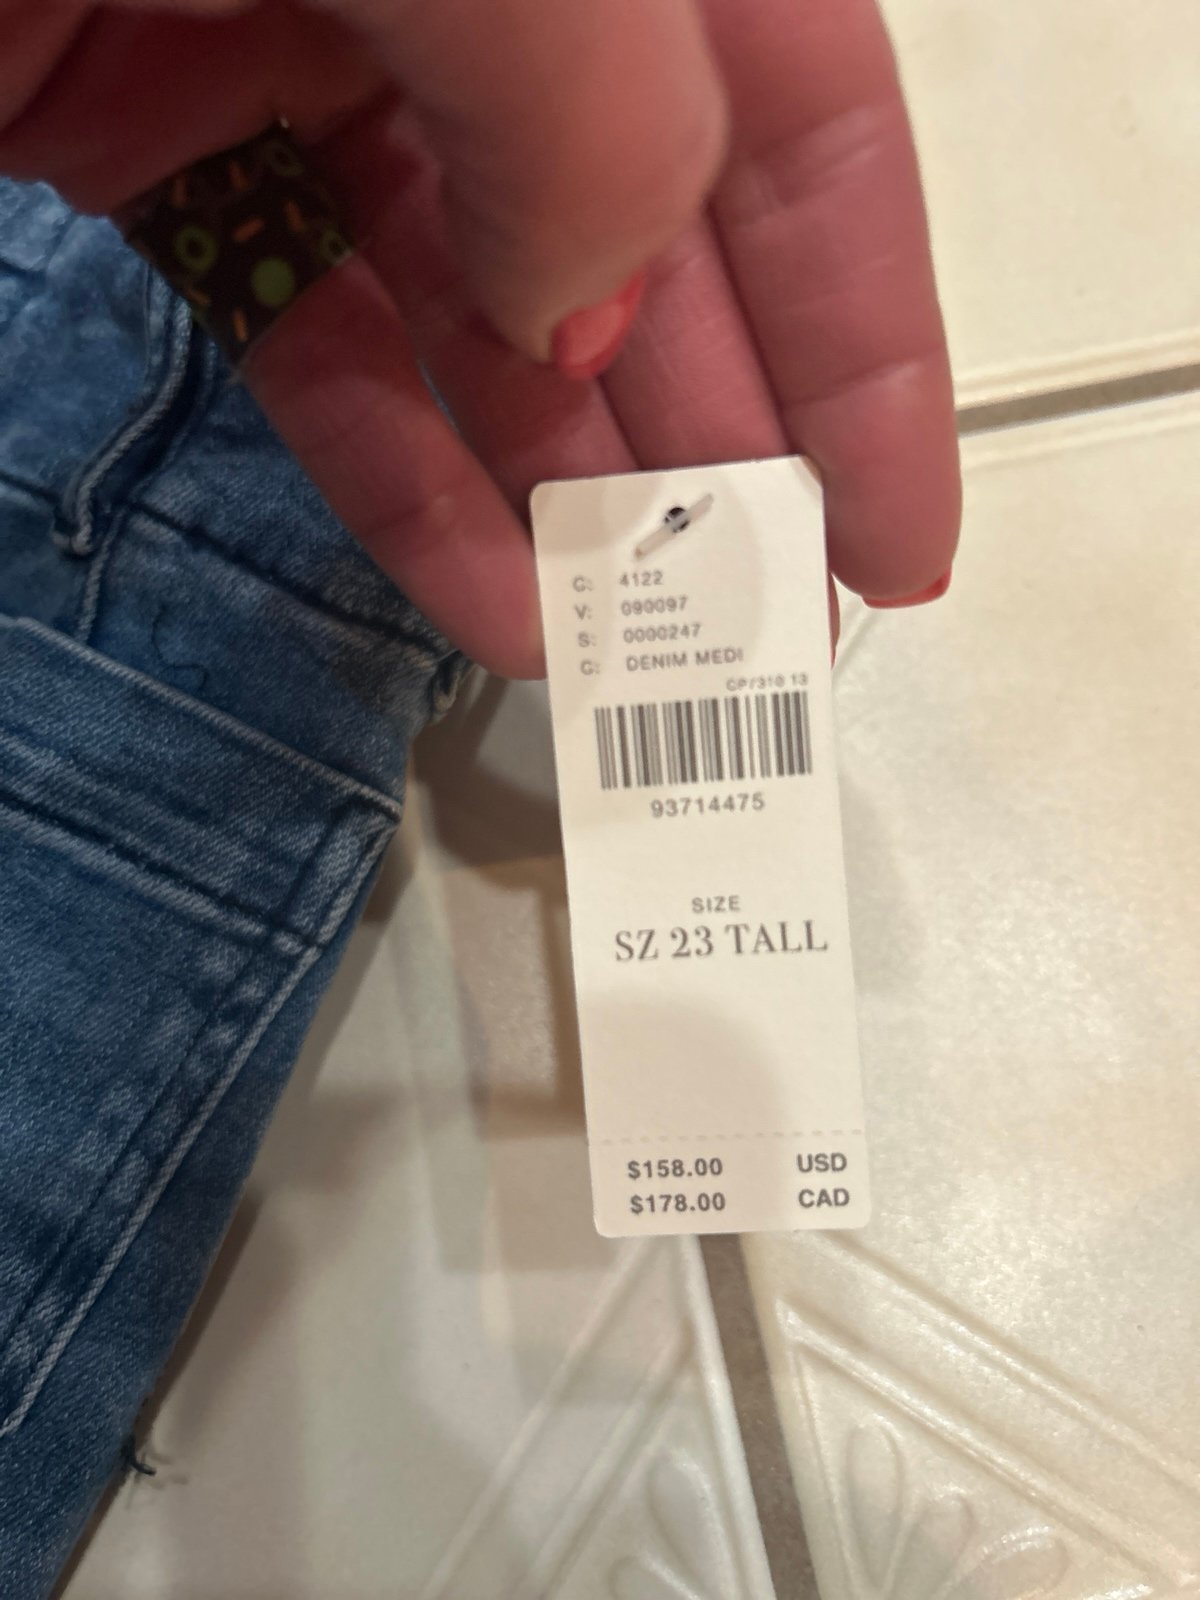 C: 4122
V: 090097
S: 0000247
C: DENIM MEDI
CP/310 13
93714475
SIZE
SZ 23 TALL
$158.00 USD
$178.00 CAD